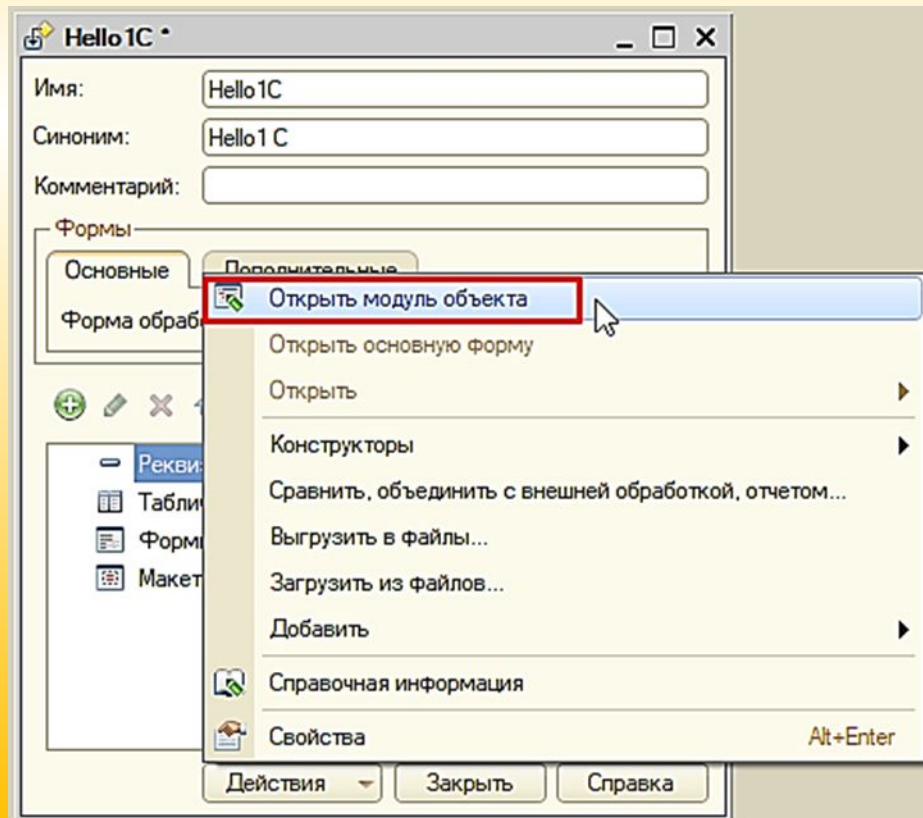 Hello1C *
Имя: Hello1C
Синоним: Hello1 C
Комментарий:
Формы
Основные Дополнительные
Форма обраб
Открыть модуль объекта
Открыть основную форму
Открыть
Конструкторы
Сравнить, объединить с внешней обработкой, отчетом...
Выгрузить в файлы...
Загрузить из файлов...
Добавить
Справочная информация
Свойства Alt+Enter
Рекви
Табли
Форм
Макет
Действия Закрыть Справка